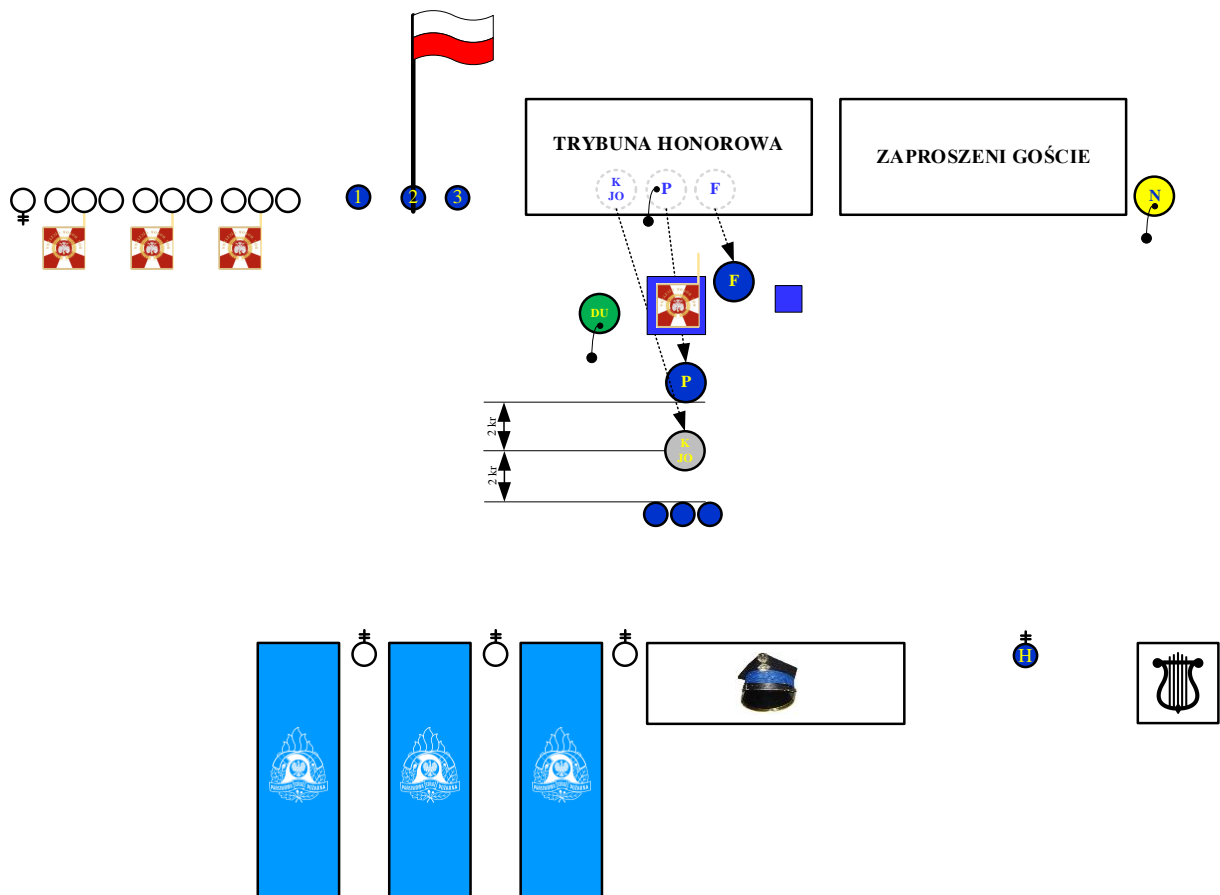 TRYBUNA HONOROWA
ZAPROSZENI GOŚCIE
K
JO
P
F
1
2
3
N
F
DU
P
2 kr
K
JO
2 kr
H